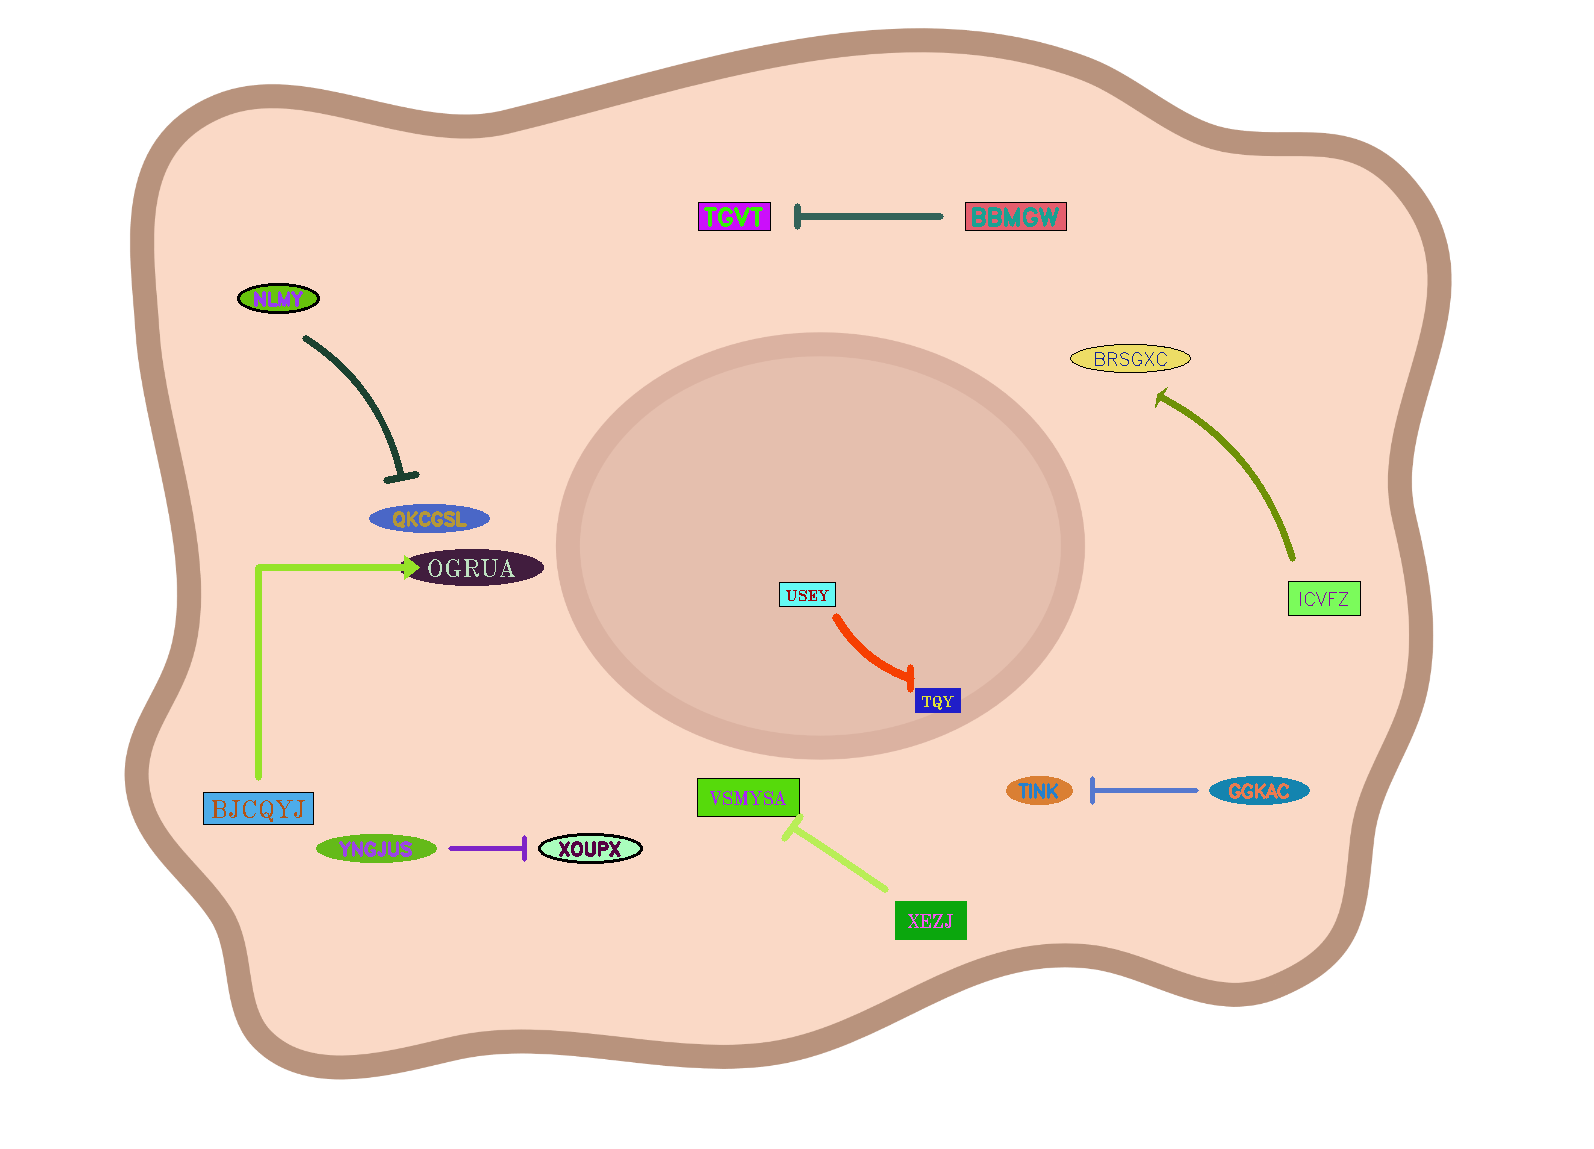 TGVT
BBMGW
NLMY
BRSGXC
QKCGSL
OGRUA
USEY
ICVFZ
TQY
VSMYSA
TINK
GGKAC
BJCQYJ
YNGJUS
XOUPX
XEZJ